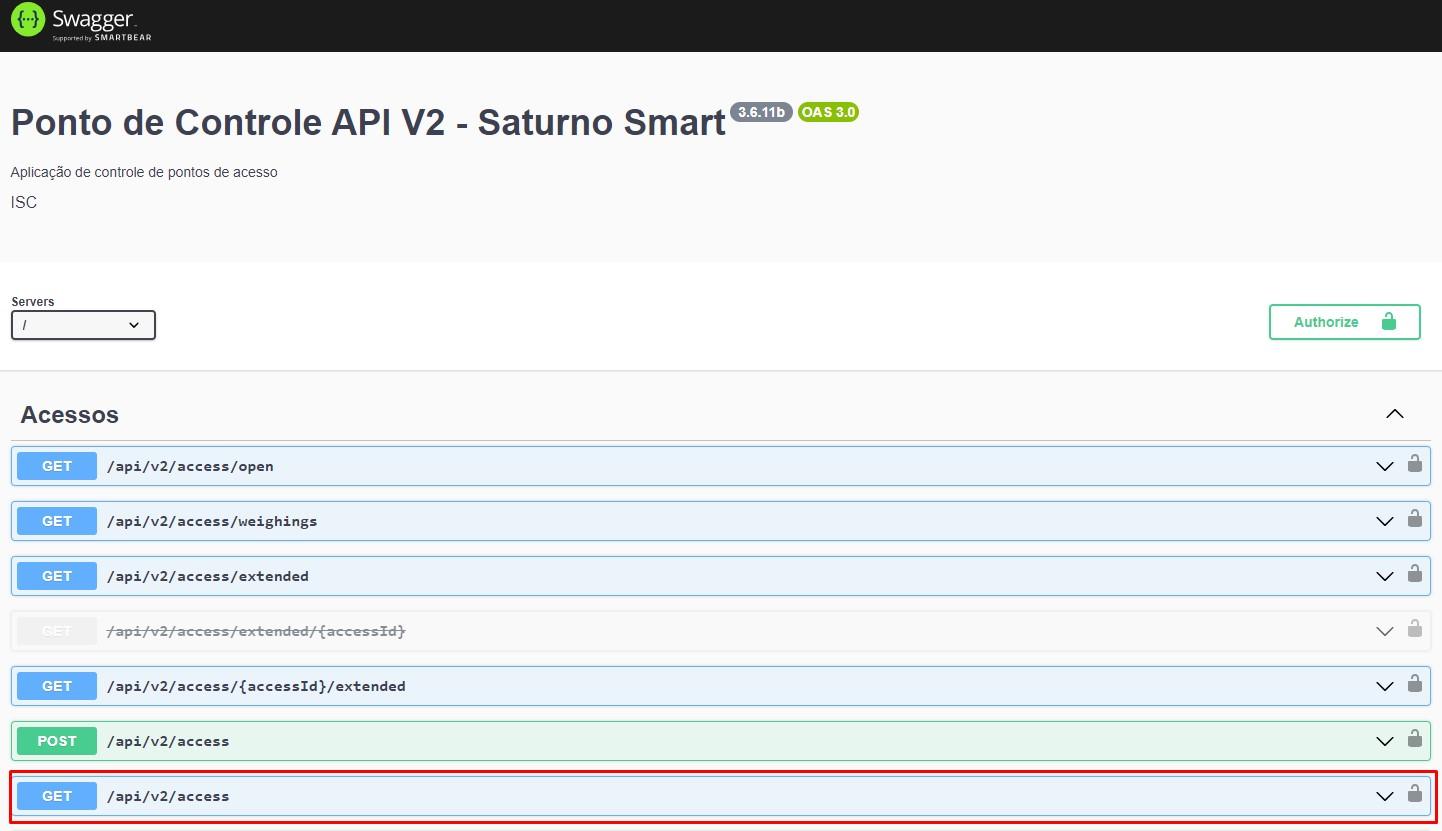 Swagger
Supported by SMARTBEAR
Ponto de Controle API V2 - Saturno Smart 3.6.11b OAS 3.0
Aplicação de controle de pontos de acesso
ISC
Servers
/
Authorize
Acessos
GET /api/v2/access/open
GET /api/v2/access/weighings
GET /api/v2/access/extended
GET /api/v2/access/extended/{accessId}
GET /api/v2/access/{accessId}/extended
POST /api/v2/access
GET /api/v2/access